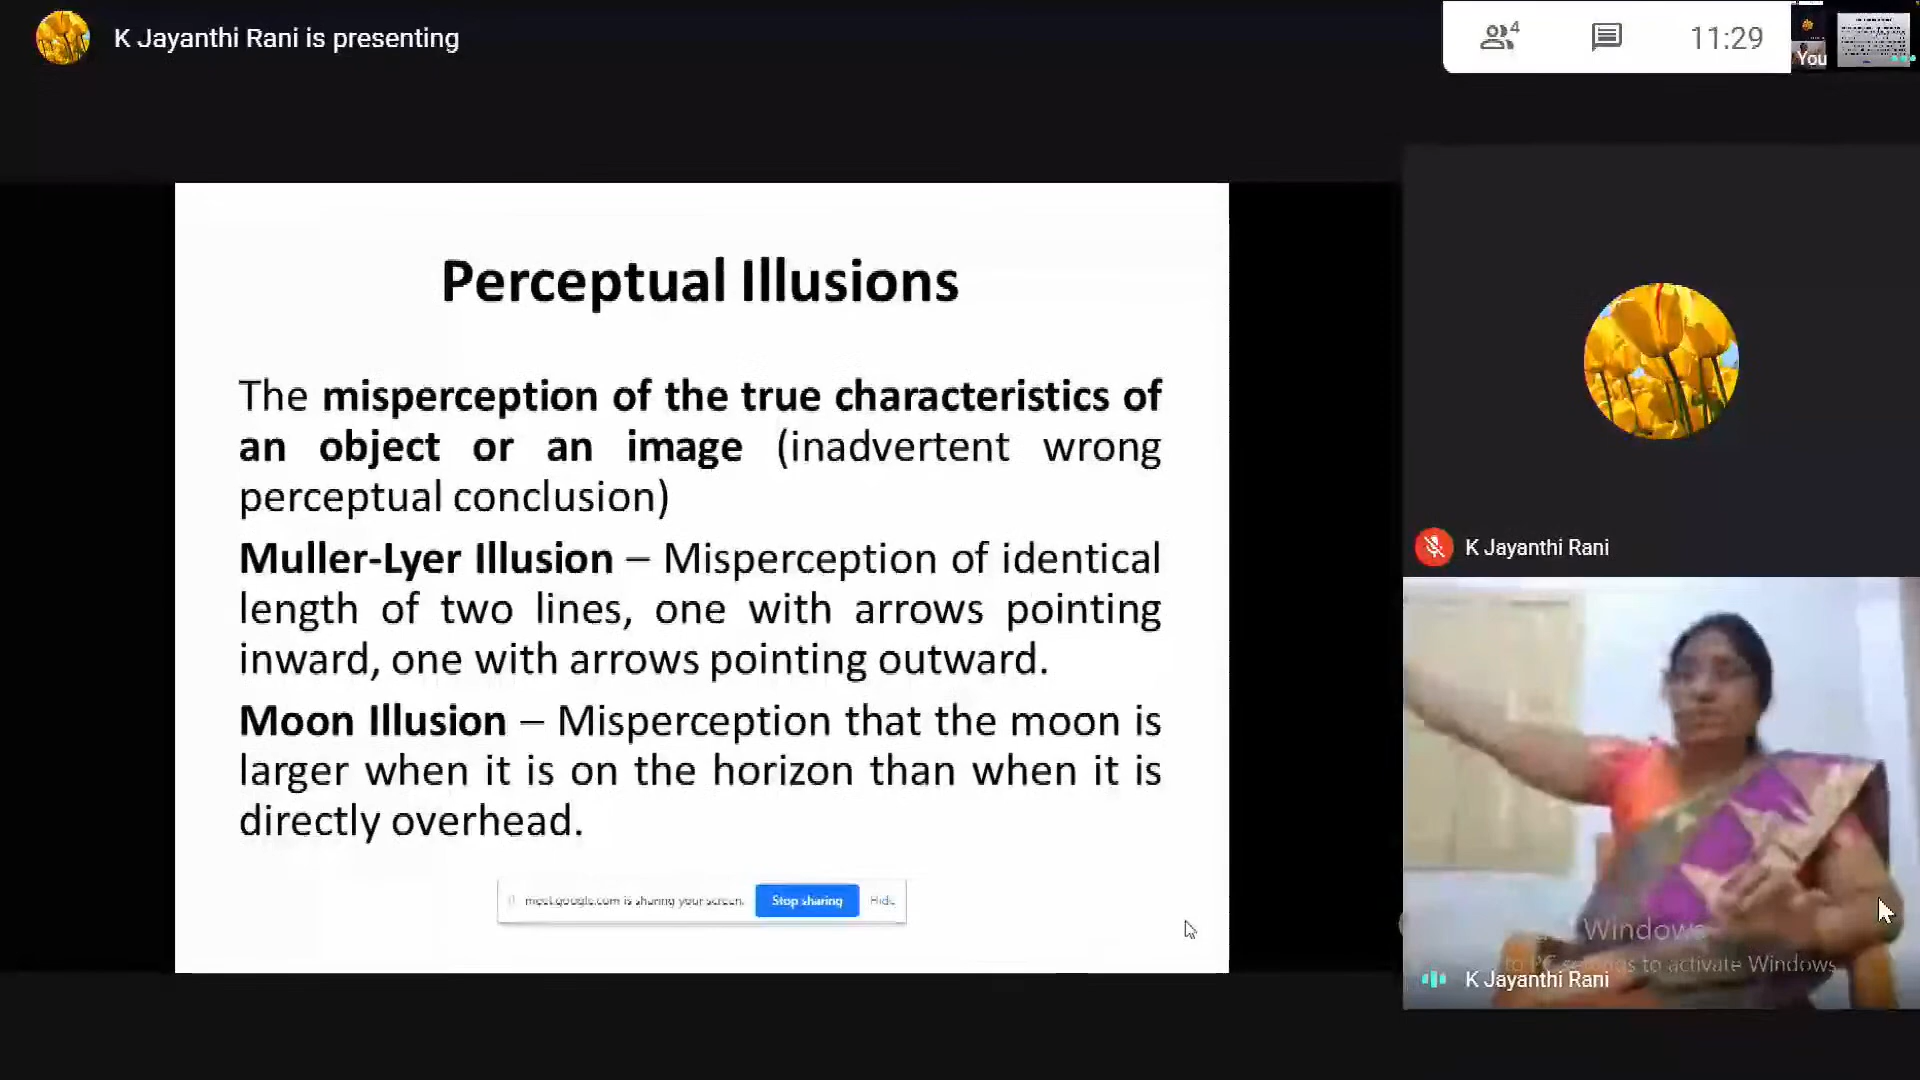 K Jayanthi Rani is presenting
4
11:29
You
Perceptual Illusions
The misperception of the true characteristics of
an object or an image (inadvertent wrong
perceptual conclusion)
Muller-Lyer Illusion – Misperception of identical
length of two lines, one with arrows pointing
inward, one with arrows pointing outward.
Moon Illusion – Misperception that the moon is
larger when it is on the horizon than when it is
directly overhead.
meet.google.com is sharing your screen.
Stop sharing
Hide
K Jayanthi Rani
Windows
to PC settings to activate Windows.
K Jayanthi Rani